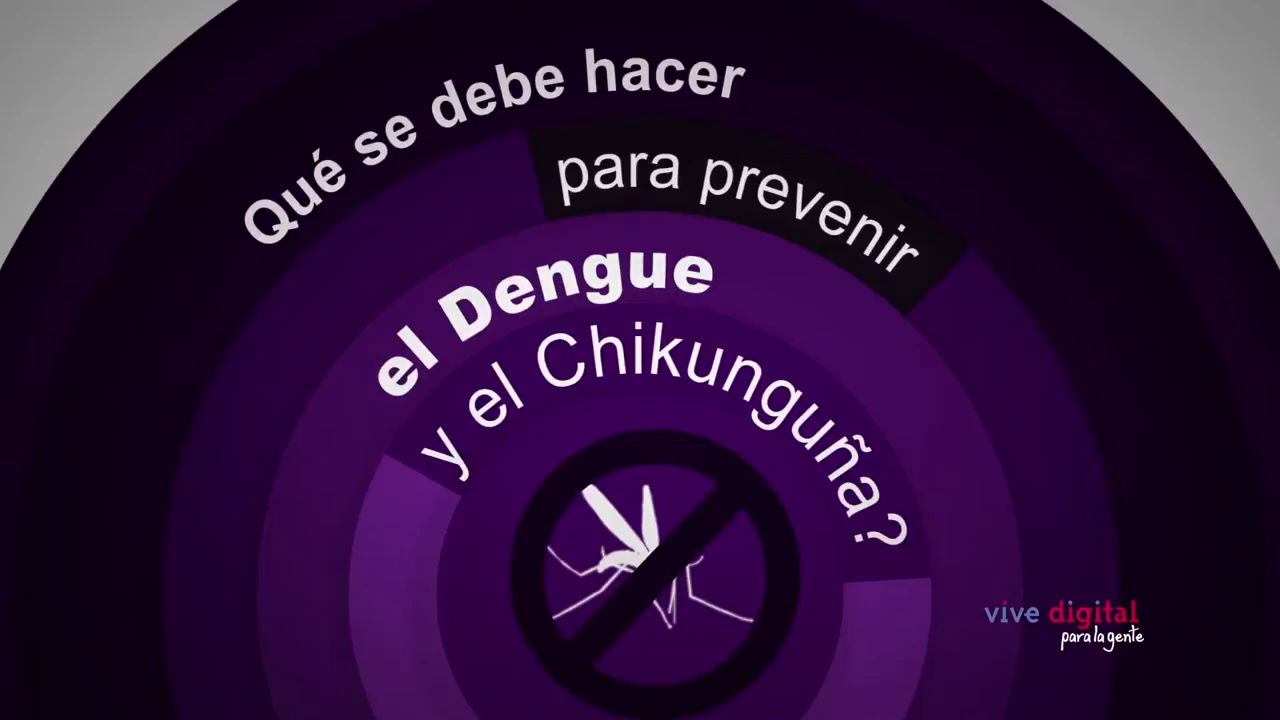 Qué se debe hacer
para prevenir
el Dengue
y el Chikunguña?
vive digital
para la gente